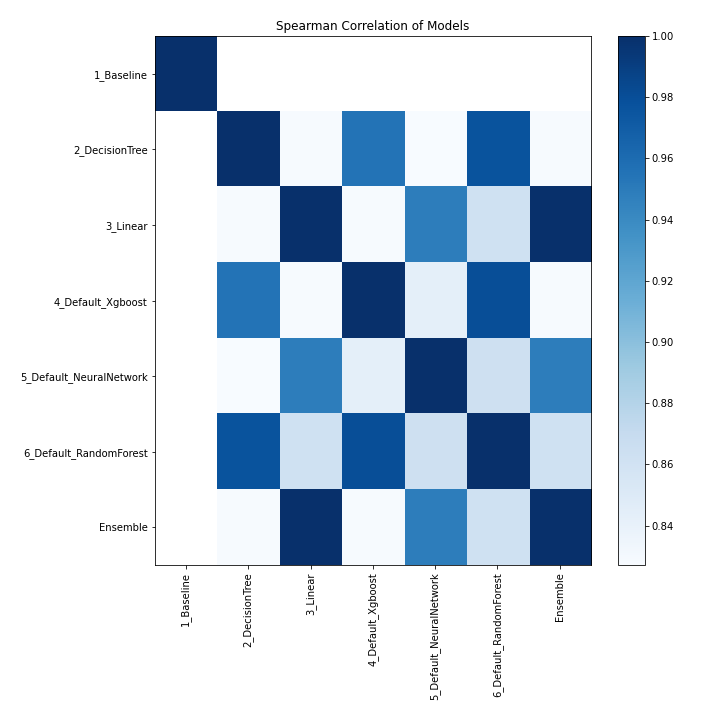 Spearman Correlation of Models
1_Baseline
2_DecisionTree
3_Linear
4_Default_Xgboost
5_Default_NeuralNetwork
6_Default_RandomForest
Ensemble
1_Baseline
2_DecisionTree
3_Linear
4_Default_Xgboost
5_Default_NeuralNetwork
6_Default_RandomForest
Ensemble
1.00
0.98
0.96
0.94
0.92
0.90
0.88
0.86
0.84